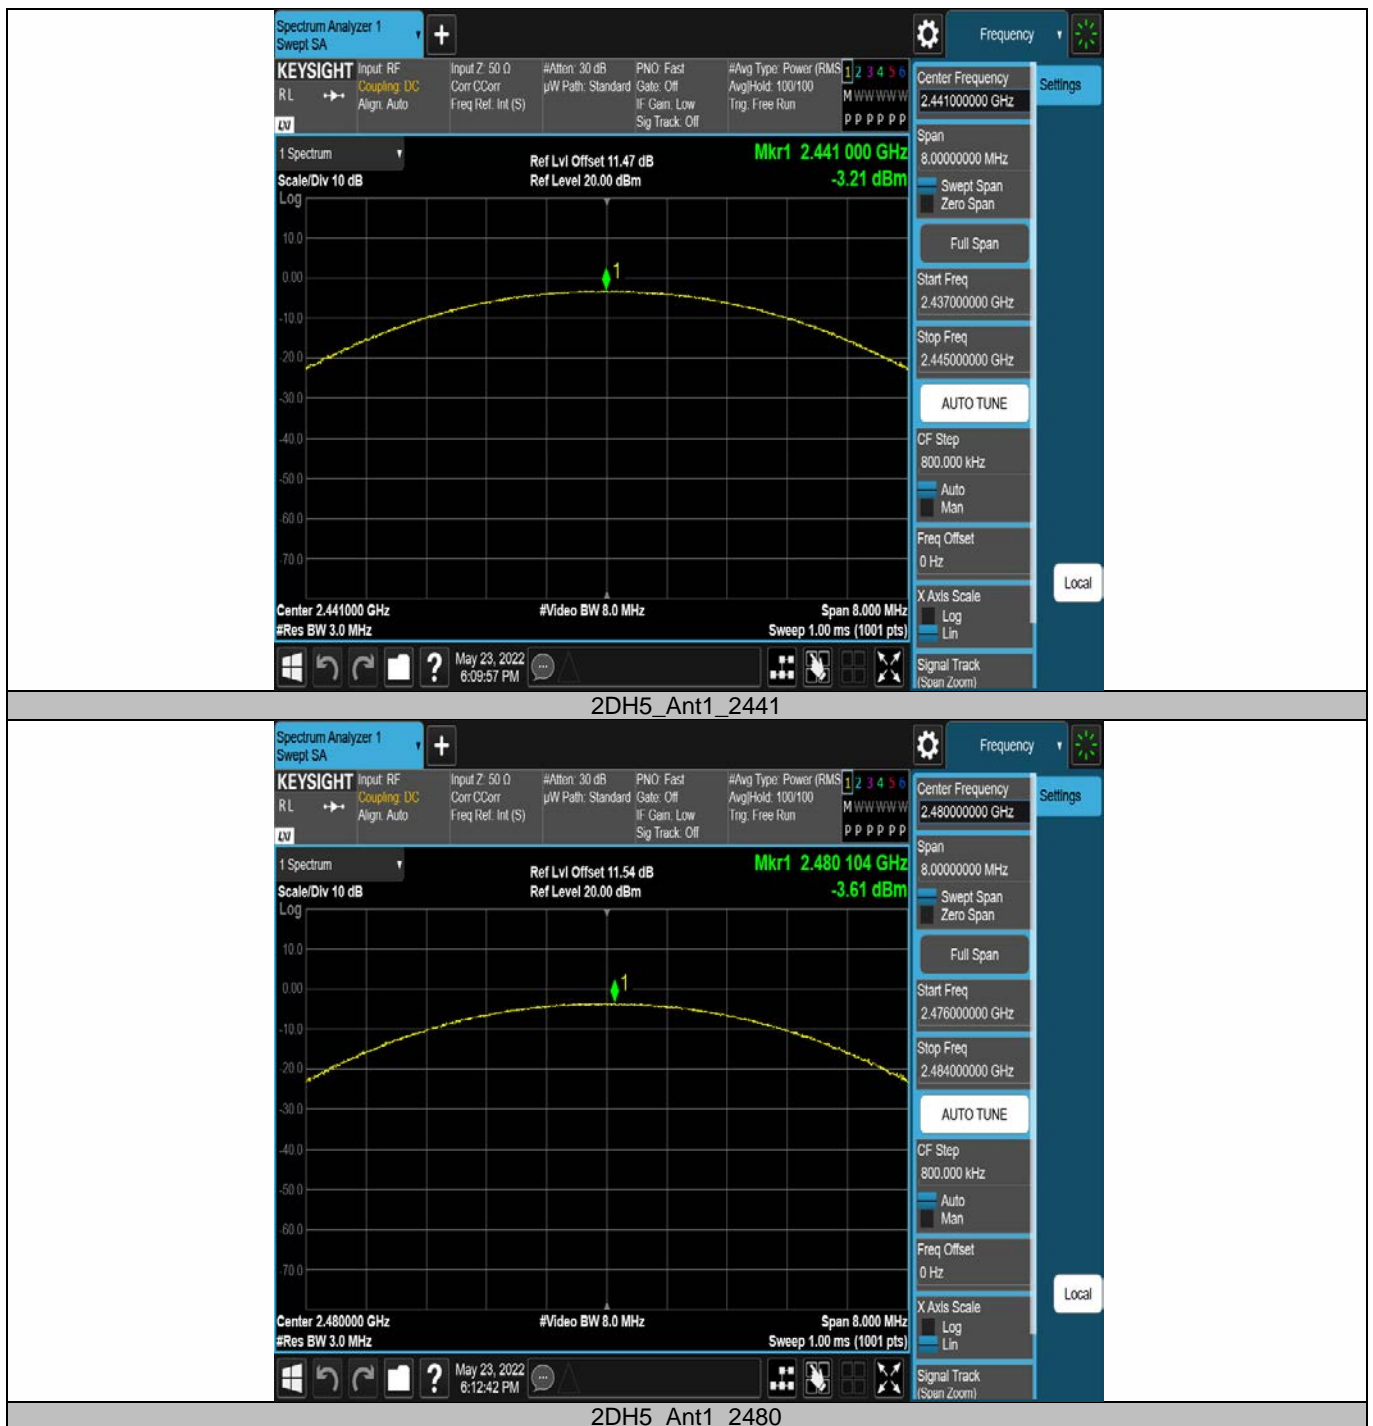 Spectrum Analyzer 1
Swept SA
+
Frequency
KEYSIGHT
RL
LXI
Input: RF
Coupling: DC
Align: Auto
Input Z: 50 Ω
Corr CCorr
Freq Ref: Int (S)
#Atten: 30 dB
µW Path: Standard
PNO: Fast
Gate: Off
IF Gain: Low
Sig Track: Off
#Avg Type: Power (RMS
Avg|Hold: 100/100
Trig: Free Run
1 2 3 4 5 6
M W W W W W
P P P P P P
1 Spectrum
Scale/Div 10 dB
Ref Lvl Offset 11.47 dB
Ref Level 20.00 dBm
Mkr1 2.441 000 GHz
-3.21 dBm
Log
10.0
0.00
-10.0
-20.0
-30.0
-40.0
-50.0
-60.0
-70.0
1
Center 2.441000 GHz
#Res BW 3.0 MHz
#Video BW 8.0 MHz
Span 8.000 MHz
Sweep 1.00 ms (1001 pts)
May 23, 2022
6:09:57 PM
Center Frequency
2.441000000 GHz
Settings
Span
8.00000000 MHz
Swept Span
Zero Span
Full Span
Start Freq
2.437000000 GHz
Stop Freq
2.445000000 GHz
AUTO TUNE
CF Step
800.000 kHz
Auto
Man
Freq Offset
0 Hz
X Axis Scale
Log
Lin
Signal Track
(Span Zoom)
Local
2DH5_Ant1_2441
Spectrum Analyzer 1
Swept SA
+
Frequency
KEYSIGHT
RL
LXI
Input: RF
Coupling: DC
Align: Auto
Input Z: 50 Ω
Corr CCorr
Freq Ref: Int (S)
#Atten: 30 dB
µW Path: Standard
PNO: Fast
Gate: Off
IF Gain: Low
Sig Track: Off
#Avg Type: Power (RMS
Avg|Hold: 100/100
Trig: Free Run
1 2 3 4 5 6
M W W W W W
P P P P P P
1 Spectrum
Scale/Div 10 dB
Ref Lvl Offset 11.54 dB
Ref Level 20.00 dBm
Mkr1 2.480 104 GHz
-3.61 dBm
Log
10.0
0.00
-10.0
-20.0
-30.0
-40.0
-50.0
-60.0
-70.0
1
Center 2.480000 GHz
#Res BW 3.0 MHz
#Video BW 8.0 MHz
Span 8.000 MHz
Sweep 1.00 ms (1001 pts)
May 23, 2022
6:12:42 PM
Center Frequency
2.480000000 GHz
Settings
Span
8.00000000 MHz
Swept Span
Zero Span
Full Span
Start Freq
2.476000000 GHz
Stop Freq
2.484000000 GHz
AUTO TUNE
CF Step
800.000 kHz
Auto
Man
Freq Offset
0 Hz
X Axis Scale
Log
Lin
Signal Track
(Span Zoom)
Local
2DH5_Ant1_2480